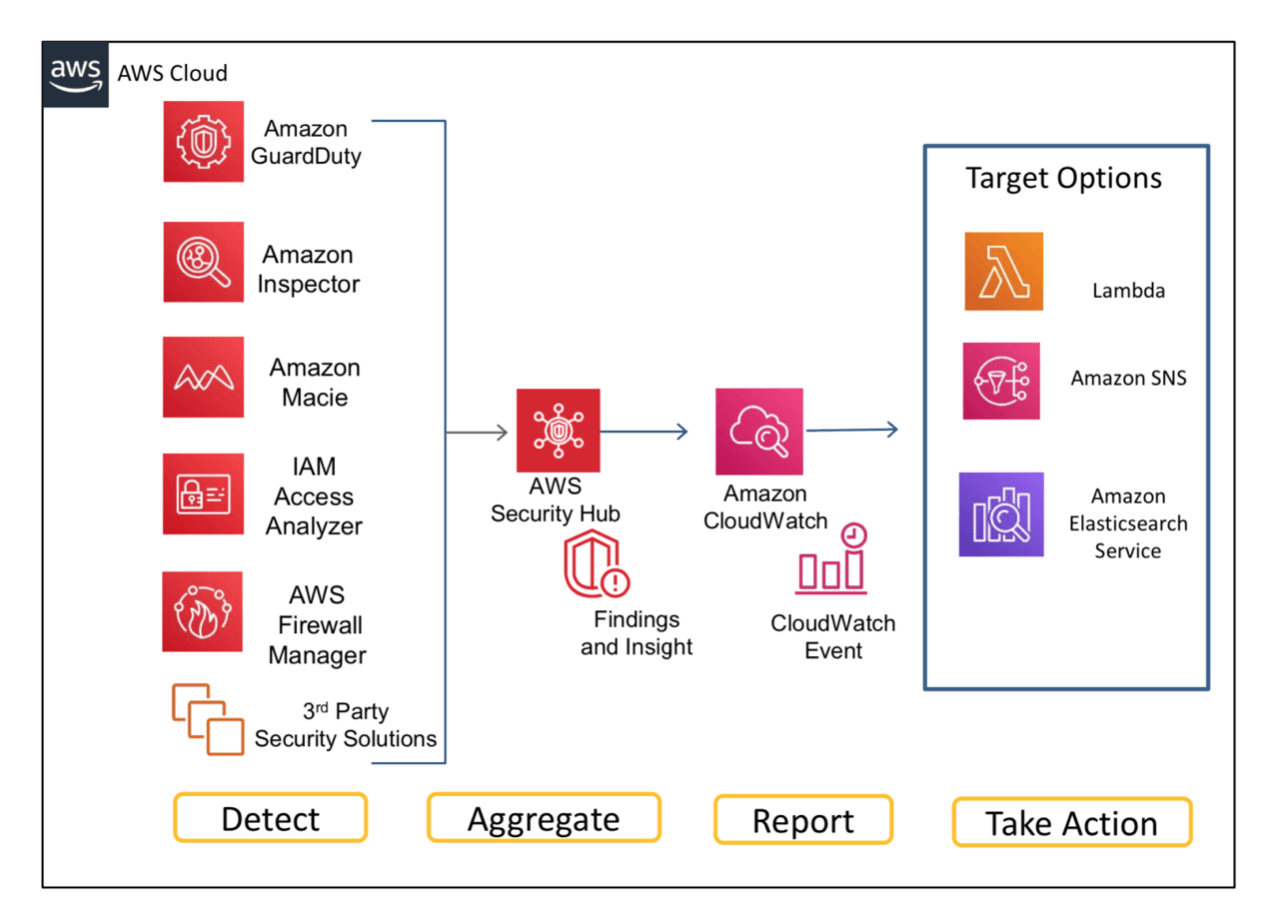 aws
AWS Cloud
Amazon
GuardDuty
Amazon
Inspector
Amazon
Macie
IAM
Access
Analyzer
AWS
Firewall
Manager
3rd Party
Security Solutions
AWS
Security Hub
Findings
and Insight
Amazon
CloudWatch
CloudWatch
Event
Target Options
Lambda
Amazon SNS
Amazon
Elasticsearch
Service
Detect
Aggregate
Report
Take Action